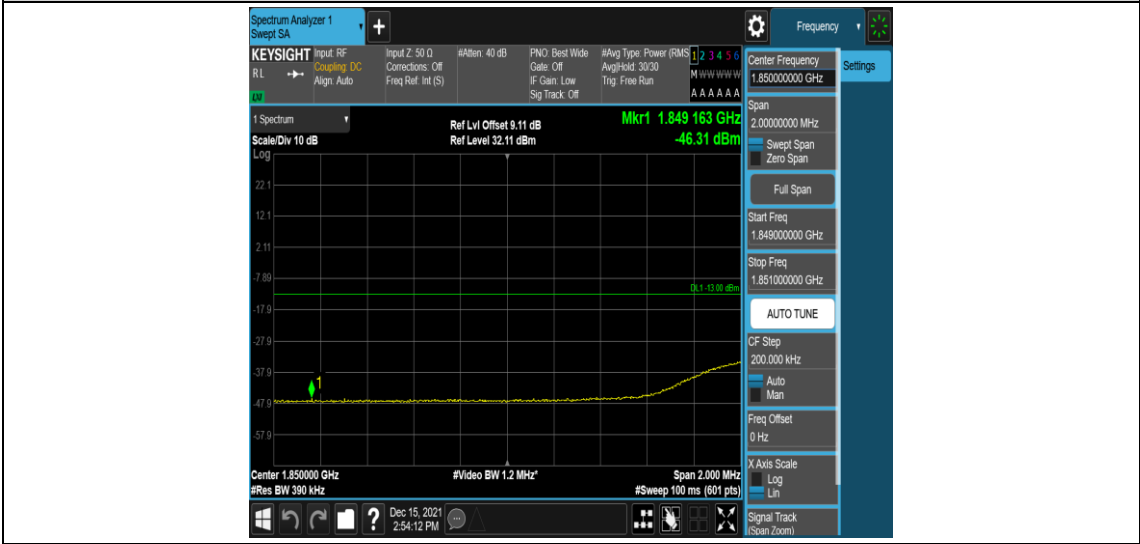 Spectrum Analyzer 1
Swept SA
+
Frequency
KEYSIGHT
RL
Input: RF
Coupling: DC
Align: Auto
Input Z: 50 Ω
Corrections: Off
Freq Ref: Int (S)
#Atten: 40 dB
PNO: Best Wide
Gate: Off
IF Gain: Low
Sig Track: Off
#Avg Type: Power (RMS
Avg|Hold: 30/30
Trig: Free Run
1 2 3 4 5 6
M W W W W W
A A A A A A
1 Spectrum
Scale/Div 10 dB
Log
Ref Lvl Offset 9.11 dB
Ref Level 32.11 dBm
Mkr1 1.849 163 GHz
-46.31 dBm
22.1
12.1
2.11
-7.89
DL1 -13.00 dBm
-17.9
-27.9
-37.9
1
-47.9
-57.9
Center 1.850000 GHz
#Res BW 390 kHz
#Video BW 1.2 MHz*
Span 2.000 MHz
#Sweep 100 ms (601 pts)
?
Dec 15, 2021
2:54:12 PM
Center Frequency
1.850000000 GHz
Settings
Span
2.00000000 MHz
Swept Span
Zero Span
Full Span
Start Freq
1.849000000 GHz
Stop Freq
1.851000000 GHz
AUTO TUNE
CF Step
200.000 kHz
Auto
Man
Freq Offset
0 Hz
X Axis Scale
Log
Lin
Signal Track
(Span Zoom)